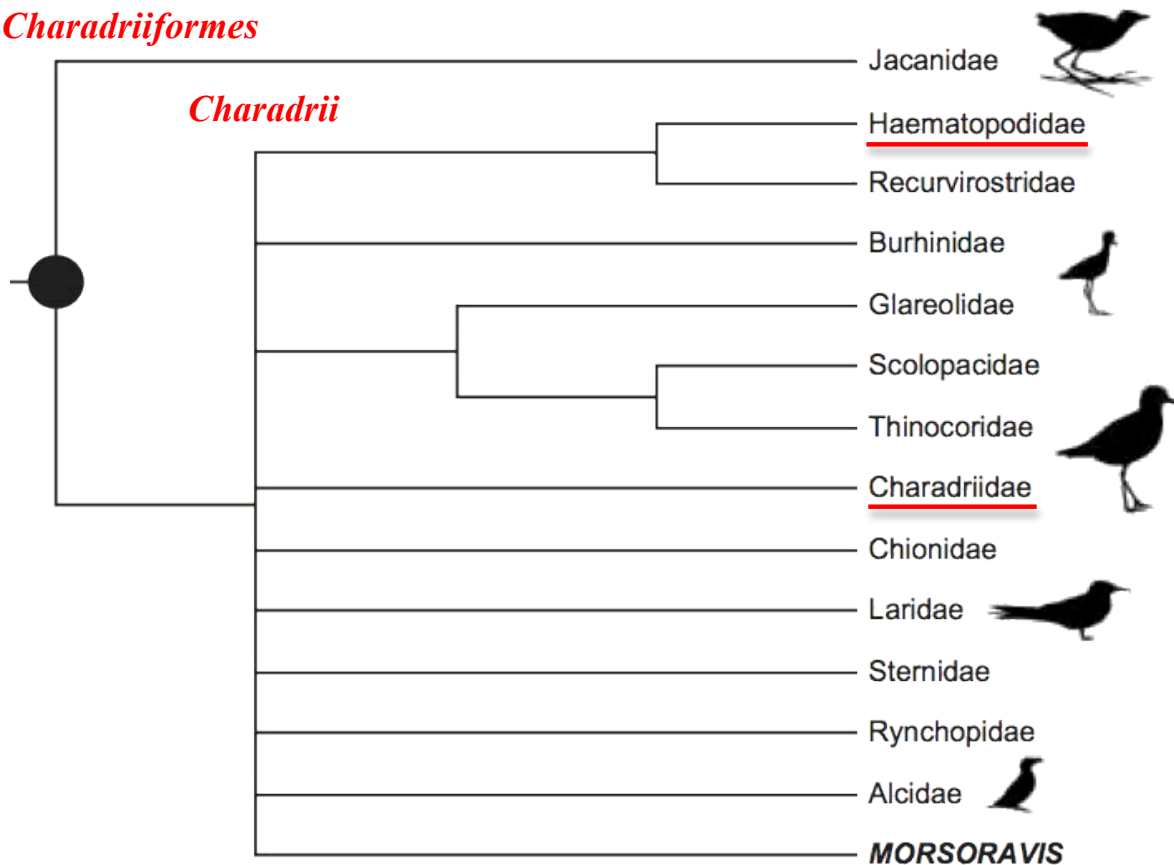 Charadriiformes
Jacanidae
Charadrii
Haematopodidae
Recurvirostridae
Burhinidae
Glareolidae
Scolopacidae
Thinocoridae
Charadriidae
Chionidae
Laridae
Sternidae
Rynchopidae
Alcidae
MORSORAVIS